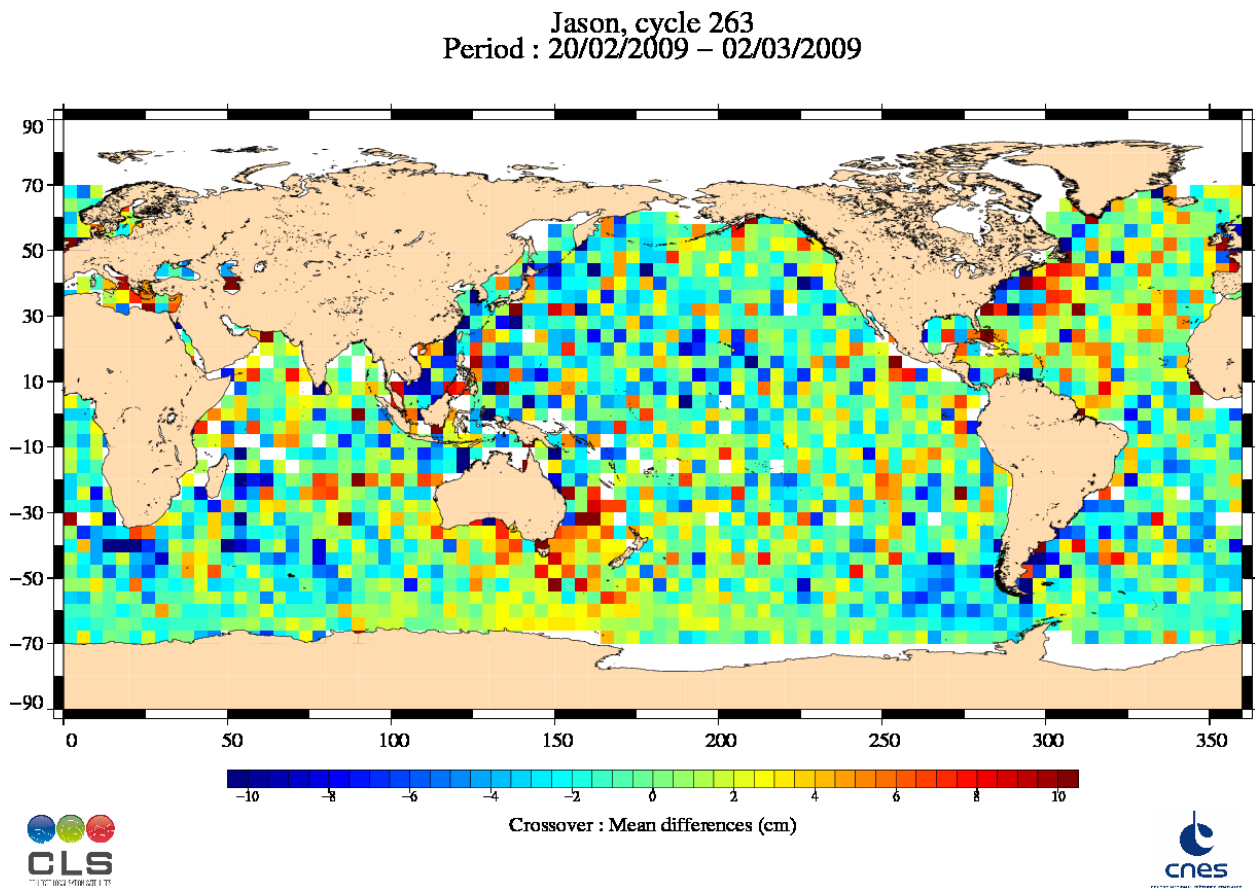 Jason, cycle 263
Period : 20/02/2009 – 02/03/2009
90
70
50
30
10
−10
−30
−50
−70
−90
0 50 100 150 200 250 300 350
−10 −8 −6 −4 −2 0 2 4 6 8 10
Crossover : Mean differences (cm)
CLS
cnes